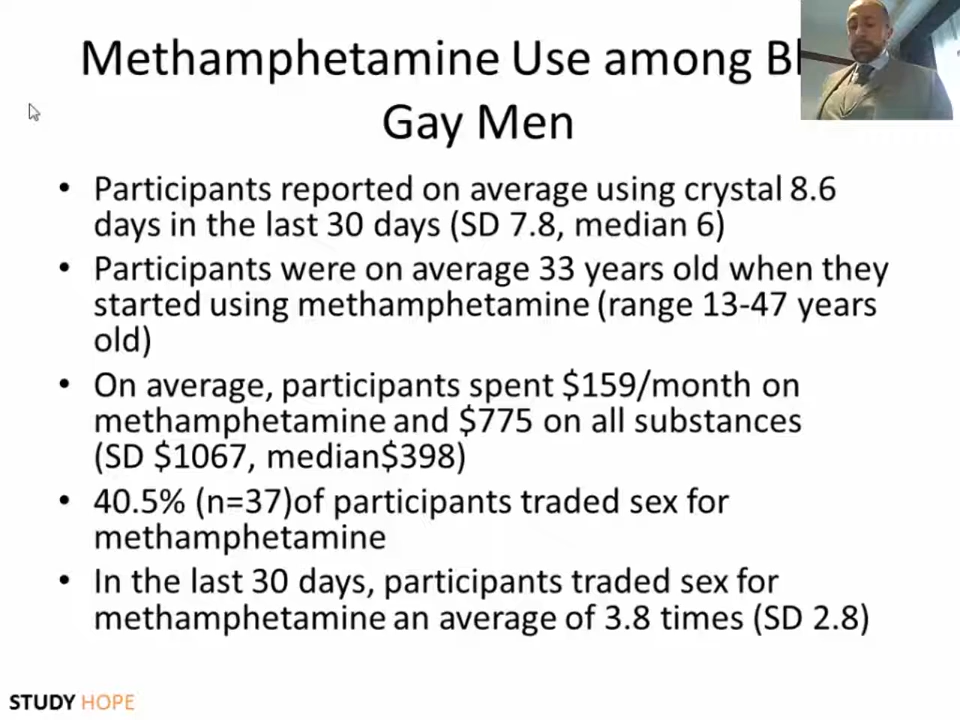 Methamphetamine Use among
Gay Men
• Participants reported on average using crystal 8.6
days in the last 30 days (SD 7.8, median 6)
• Participants were on average 33 years old when they
started using methamphetamine (range 13-47 years
old)
• On average, participants spent $159/month on
methamphetamine and $775 on all substances
(SD $1067, median$398)
• 40.5% (n=37)of participants traded sex for
methamphetamine
• In the last 30 days, participants traded sex for
methamphetamine an average of 3.8 times (SD 2.8)
STUDY HOPE